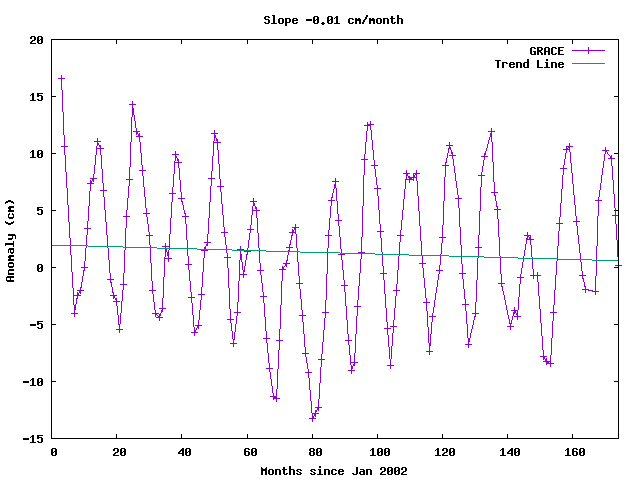 Slope -0.01 cm/month
GRACE
Trend Line
20
15
10
5
0
-5
-10
-15
Anomaly (cm)
0 20 40 60 80 100 120 140 160
Months since Jan 2002